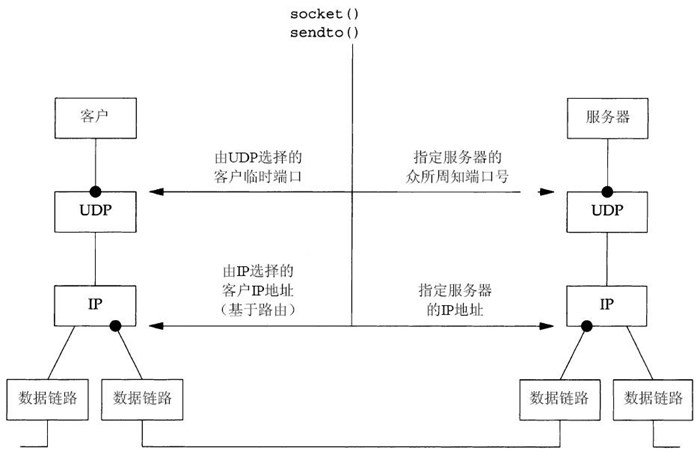 socket()
sendto()
客户
服务器
由UDP选择的
客户临时端口
指定服务器的
众所周知端口号
UDP
UDP
由IP选择的
客户IP地址
（基于路由）
指定服务器
的IP地址
IP
IP
数据链路
数据链路
数据链路
数据链路